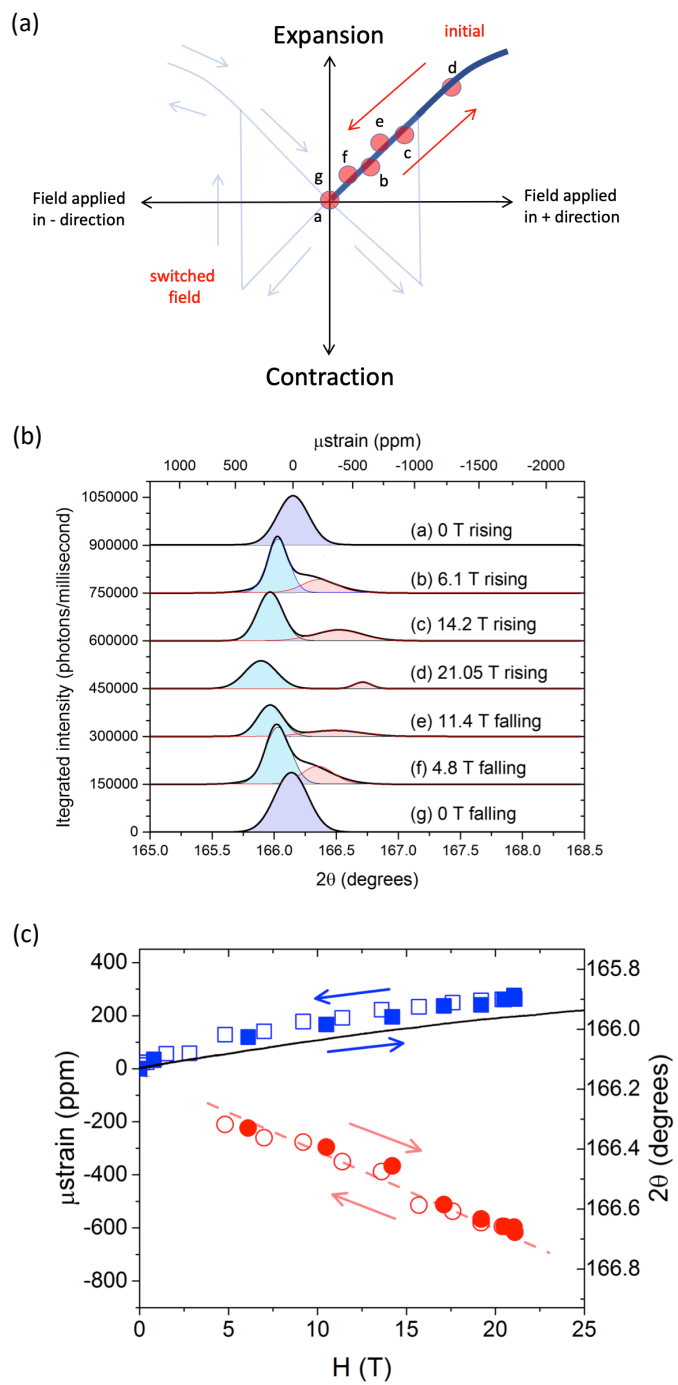 (a)
Expansion
initial
d
e
c
f
b
g
a
Field applied
in - direction
Field applied
in + direction
switched
field
Contraction
(b)
μstrain (ppm)
1000 500 0 -500 -1000 -1500 -2000
Itegrated intensity (photons/millisecond)
1050000
900000
750000
600000
450000
300000
150000
0
(a) 0 T rising
(b) 6.1 T rising
(c) 14.2 T rising
(d) 21.05 T rising
(e) 11.4 T falling
(f) 4.8 T falling
(g) 0 T falling
165.0 165.5 166.0 166.5 167.0 167.5 168.0 168.5
2θ (degrees)
(c)
μstrain (ppm)
400
200
0
-200
-400
-600
-800
165.8
166.0
166.2
166.4
166.6
166.8
2θ (degrees)
0 5 10 15 20 25
H (T)